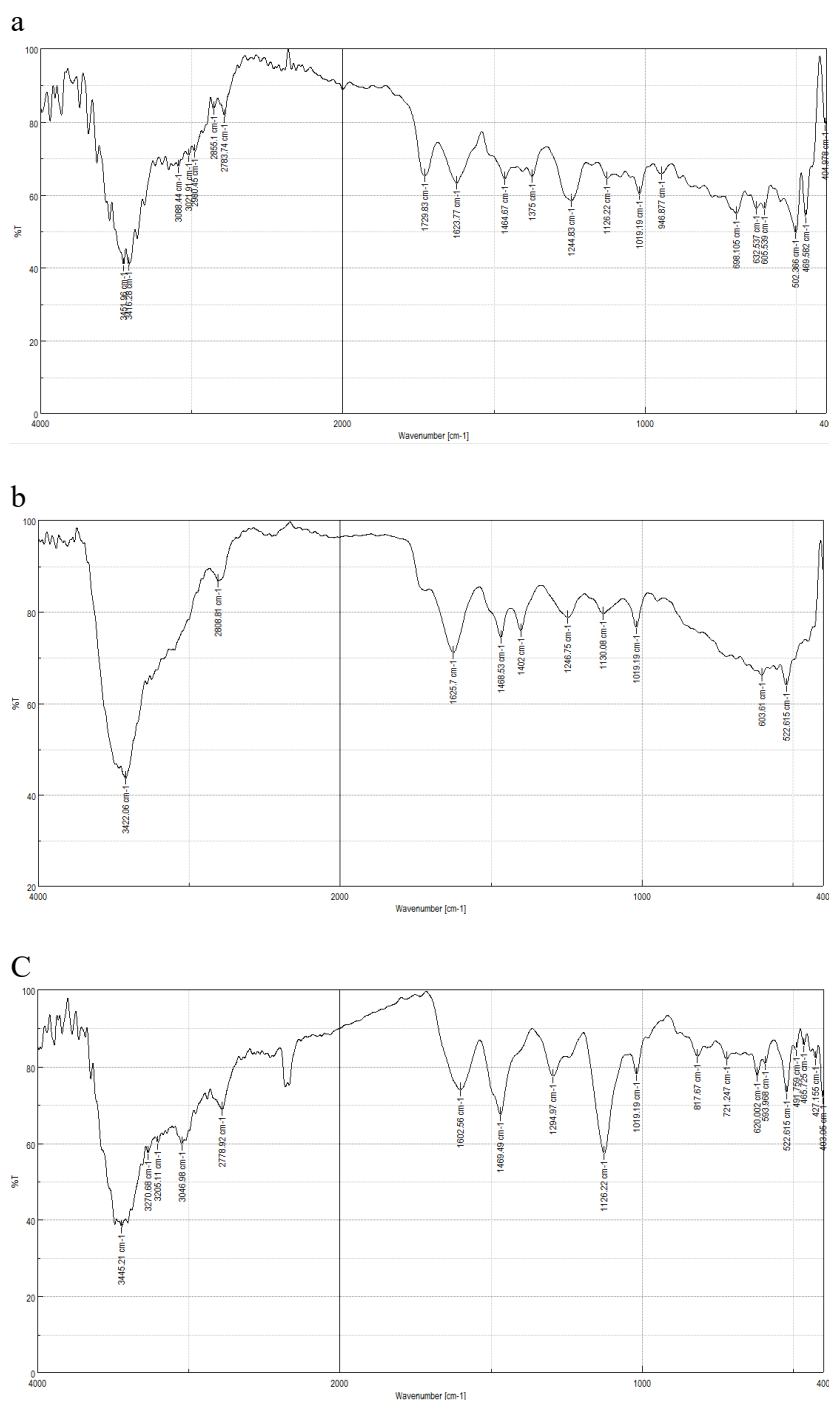 a
100
80
60
40
20
0
%T
3451.96 cm-1
3416.28 cm-1
3088.44 cm-1
2855.1 cm-1
2783.74 cm-1
1729.83 cm-1
1623.77 cm-1
1464.67 cm-1
1375 cm-1
1244.83 cm-1
1126.22 cm-1
1019.19 cm-1
946.877 cm-1
698.105 cm-1
632.537 cm-1
605.539 cm-1
502.366 cm-1
469.582 cm-1
404.978 cm-1
4000
2000
1000
400
Wavenumber [cm-1]
b
100
80
60
40
20
%T
3422.06 cm-1
2808.81 cm-1
1625.7 cm-1
1468.53 cm-1
1402 cm-1
1246.75 cm-1
1130.08 cm-1
1019.19 cm-1
603.61 cm-1
522.615 cm-1
4000
2000
1000
400
Wavenumber [cm-1]
C
100
80
60
40
20
0
%T
3445.21 cm-1
3270.68 cm-1
3205.11 cm-1
3046.98 cm-1
2778.92 cm-1
1602.56 cm-1
1469.49 cm-1
1294.97 cm-1
1126.22 cm-1
1019.19 cm-1
817.67 cm-1
721.247 cm-1
620.002 cm-1
593.968 cm-1
522.615 cm-1
491.759 cm-1
465.725 cm-1
427.155 cm-1
403.05 cm-1
4000
2000
1000
400
Wavenumber [cm-1]